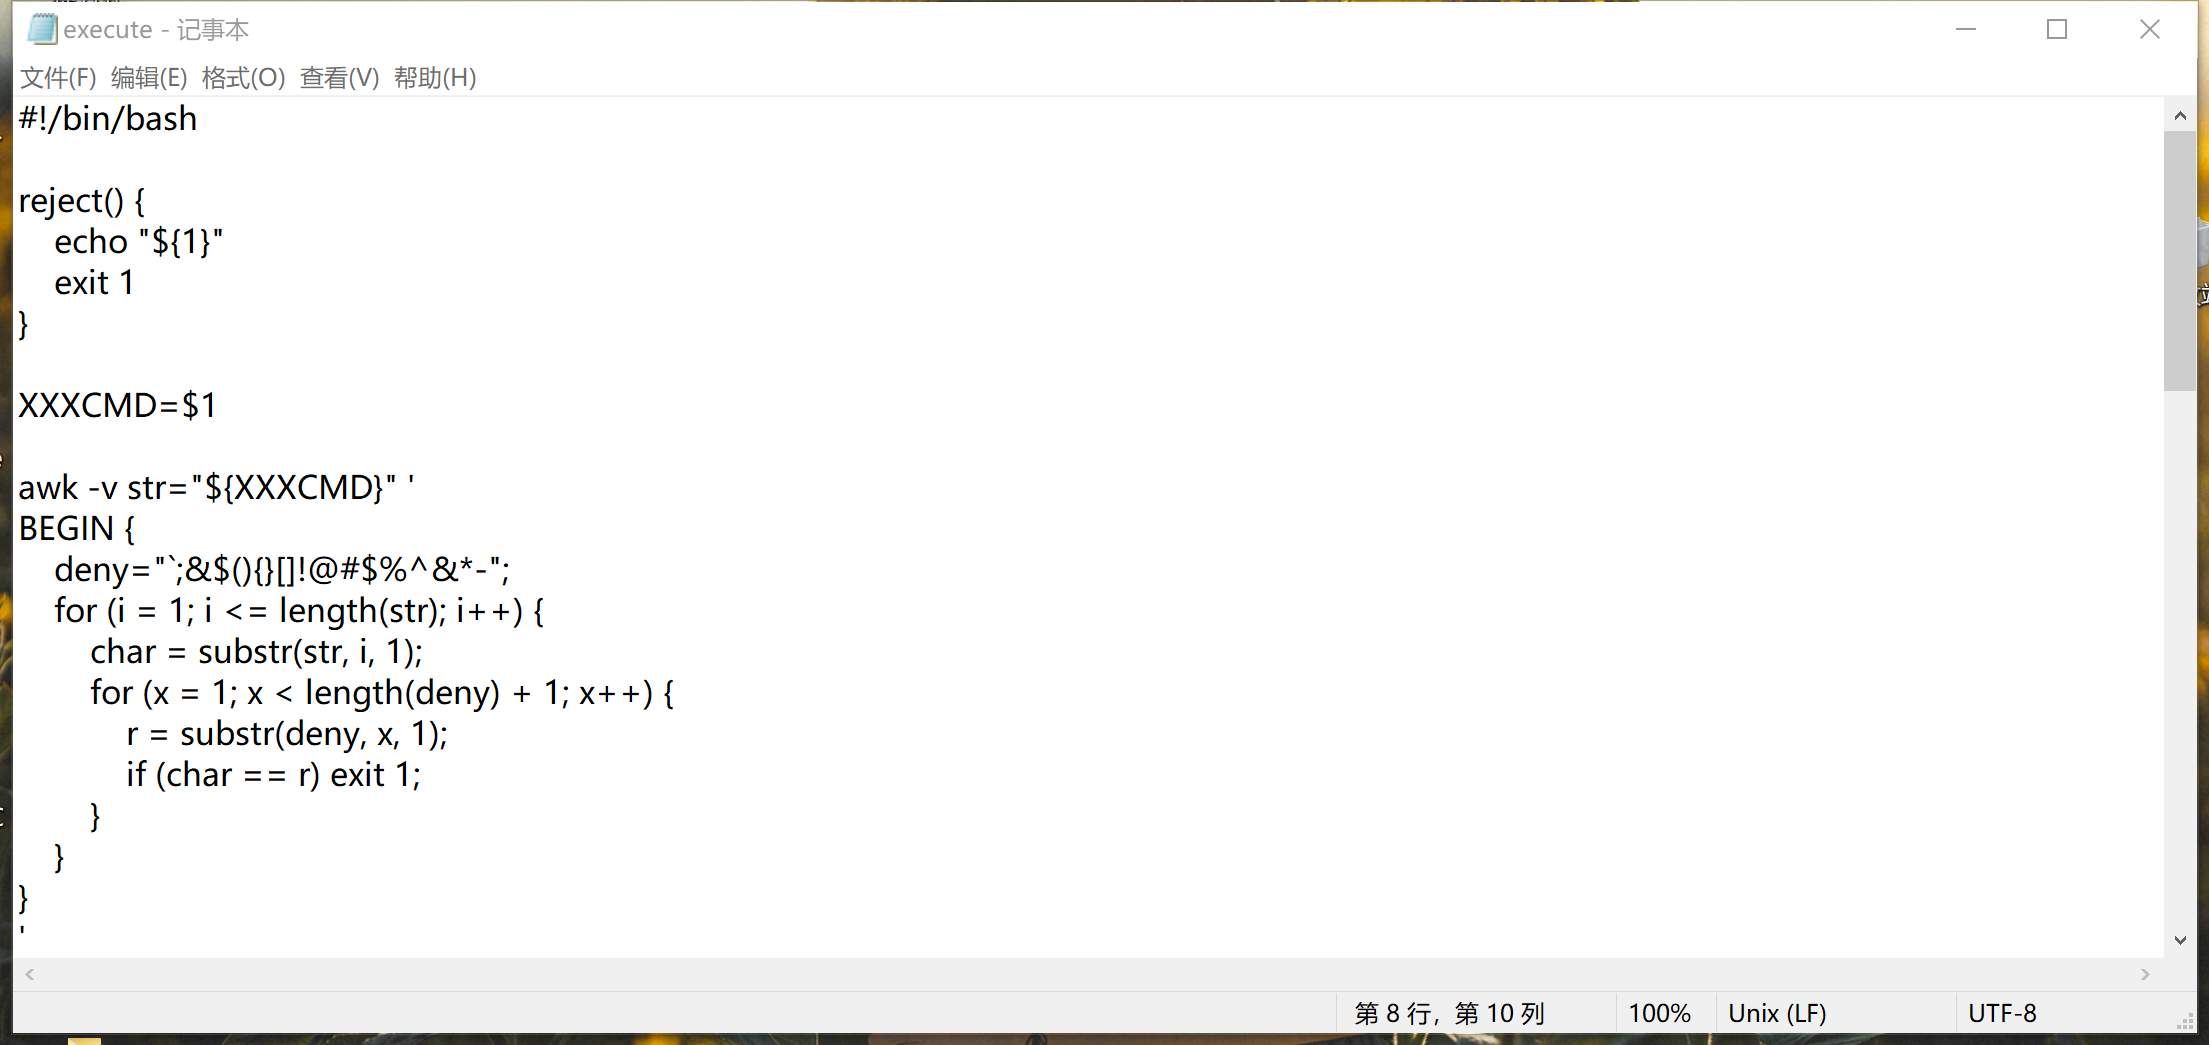 execute - 记事本
文件(F) 编辑(E) 格式(O) 查看(V) 帮助(H)
#!/bin/bash
reject() {
    echo "${1}"
    exit 1
}
XXXCMD=$1
awk -v str="${XXXCMD}" '
BEGIN {
    deny="`;&$(){}[]!@#$%^&*-";
    for (i = 1; i <= length(str); i++) {
        char = substr(str, i, 1);
        for (x = 1; x < length(deny) + 1; x++) {
            r = substr(deny, x, 1);
            if (char == r) exit 1;
        }
    }
}
'
第 8 行，第 10 列 100% Unix (LF) UTF-8